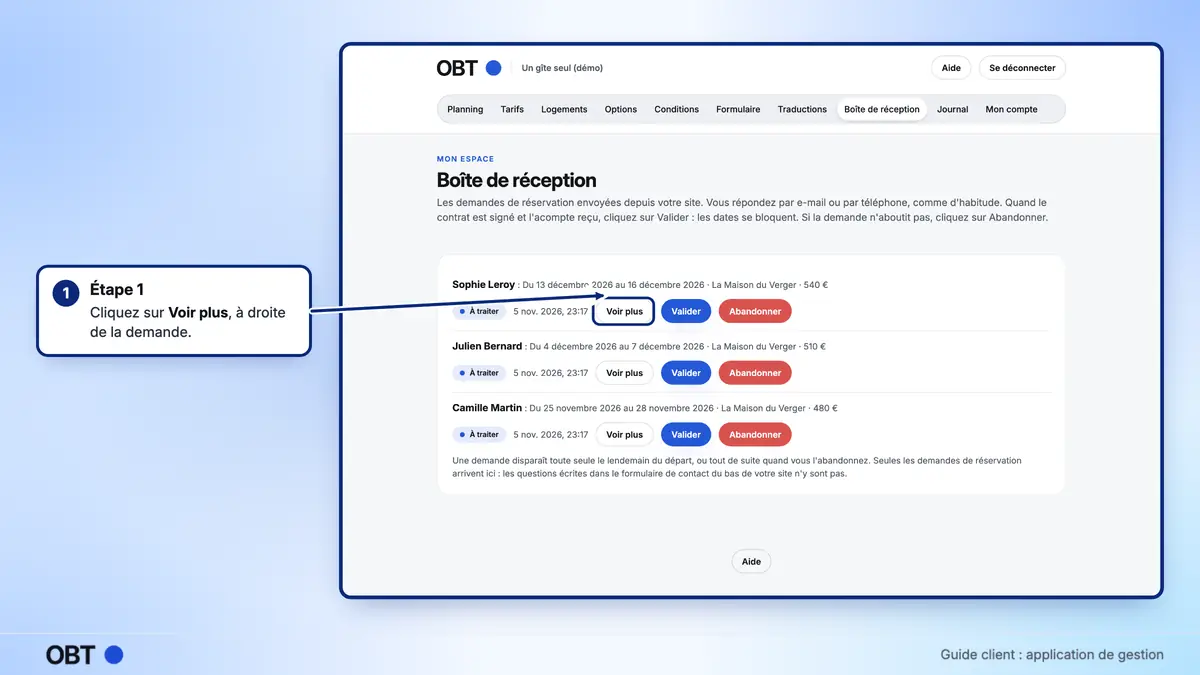 OBT
Un gîte seul (démo)
Aide
Se déconnecter
Planning
Tarifs
Logements
Options
Conditions
Formulaire
Traductions
Boîte de réception
Journal
Mon compte
MON ESPACE
Boîte de réception
Les demandes de réservation envoyées depuis votre site. Vous répondez par e-mail ou par téléphone, comme d'habitude. Quand le
contrat est signé et l'acompte reçu, cliquez sur Valider : les dates se bloquent. Si la demande n'aboutit pas, cliquez sur Abandonner.
1
Étape 1
Cliquez sur Voir plus, à droite
de la demande.
Sophie Leroy : Du 13 décembre 2026 au 16 décembre 2026 · La Maison du Verger · 540 €
À traiter 5 nov. 2026, 23:17 Voir plus Valider Abandonner
Julien Bernard : Du 4 décembre 2026 au 7 décembre 2026 · La Maison du Verger · 510 €
À traiter 5 nov. 2026, 23:17 Voir plus Valider Abandonner
Camille Martin : Du 25 novembre 2026 au 28 novembre 2026 · La Maison du Verger · 480 €
À traiter 5 nov. 2026, 23:17 Voir plus Valider Abandonner
Une demande disparaît toute seule le lendemain du départ, ou tout de suite quand vous l'abandonnez. Seules les demandes de réservation
arrivent ici : les questions écrites dans le formulaire de contact du bas de votre site n'y sont pas.
Aide
OBT
Guide client : application de gestion